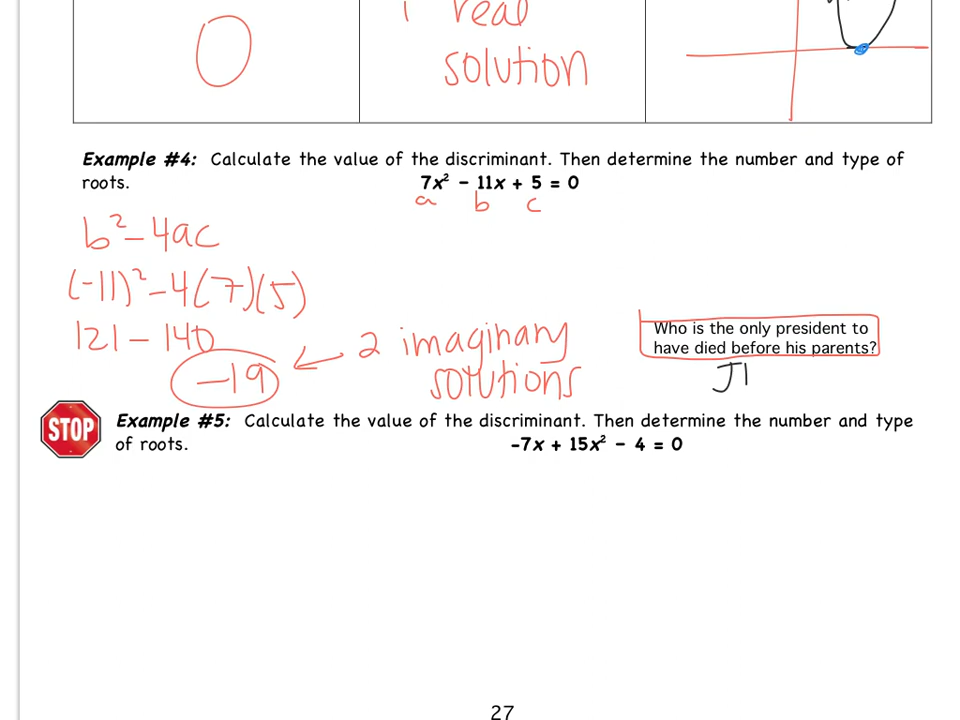 0
1 real
solution
Example #4: Calculate the value of the discriminant. Then determine the number and type of
roots.
7x² - 11x + 5 = 0
a b c
b² - 4ac
(-11)² - 4(7)(5)
121 - 140
-19 ← 2 imaginary
solutions
Who is the only president to
have died before his parents?
J
STOP
Example #5: Calculate the value of the discriminant. Then determine the number and type
of roots.
-7x + 15x² - 4 = 0
27